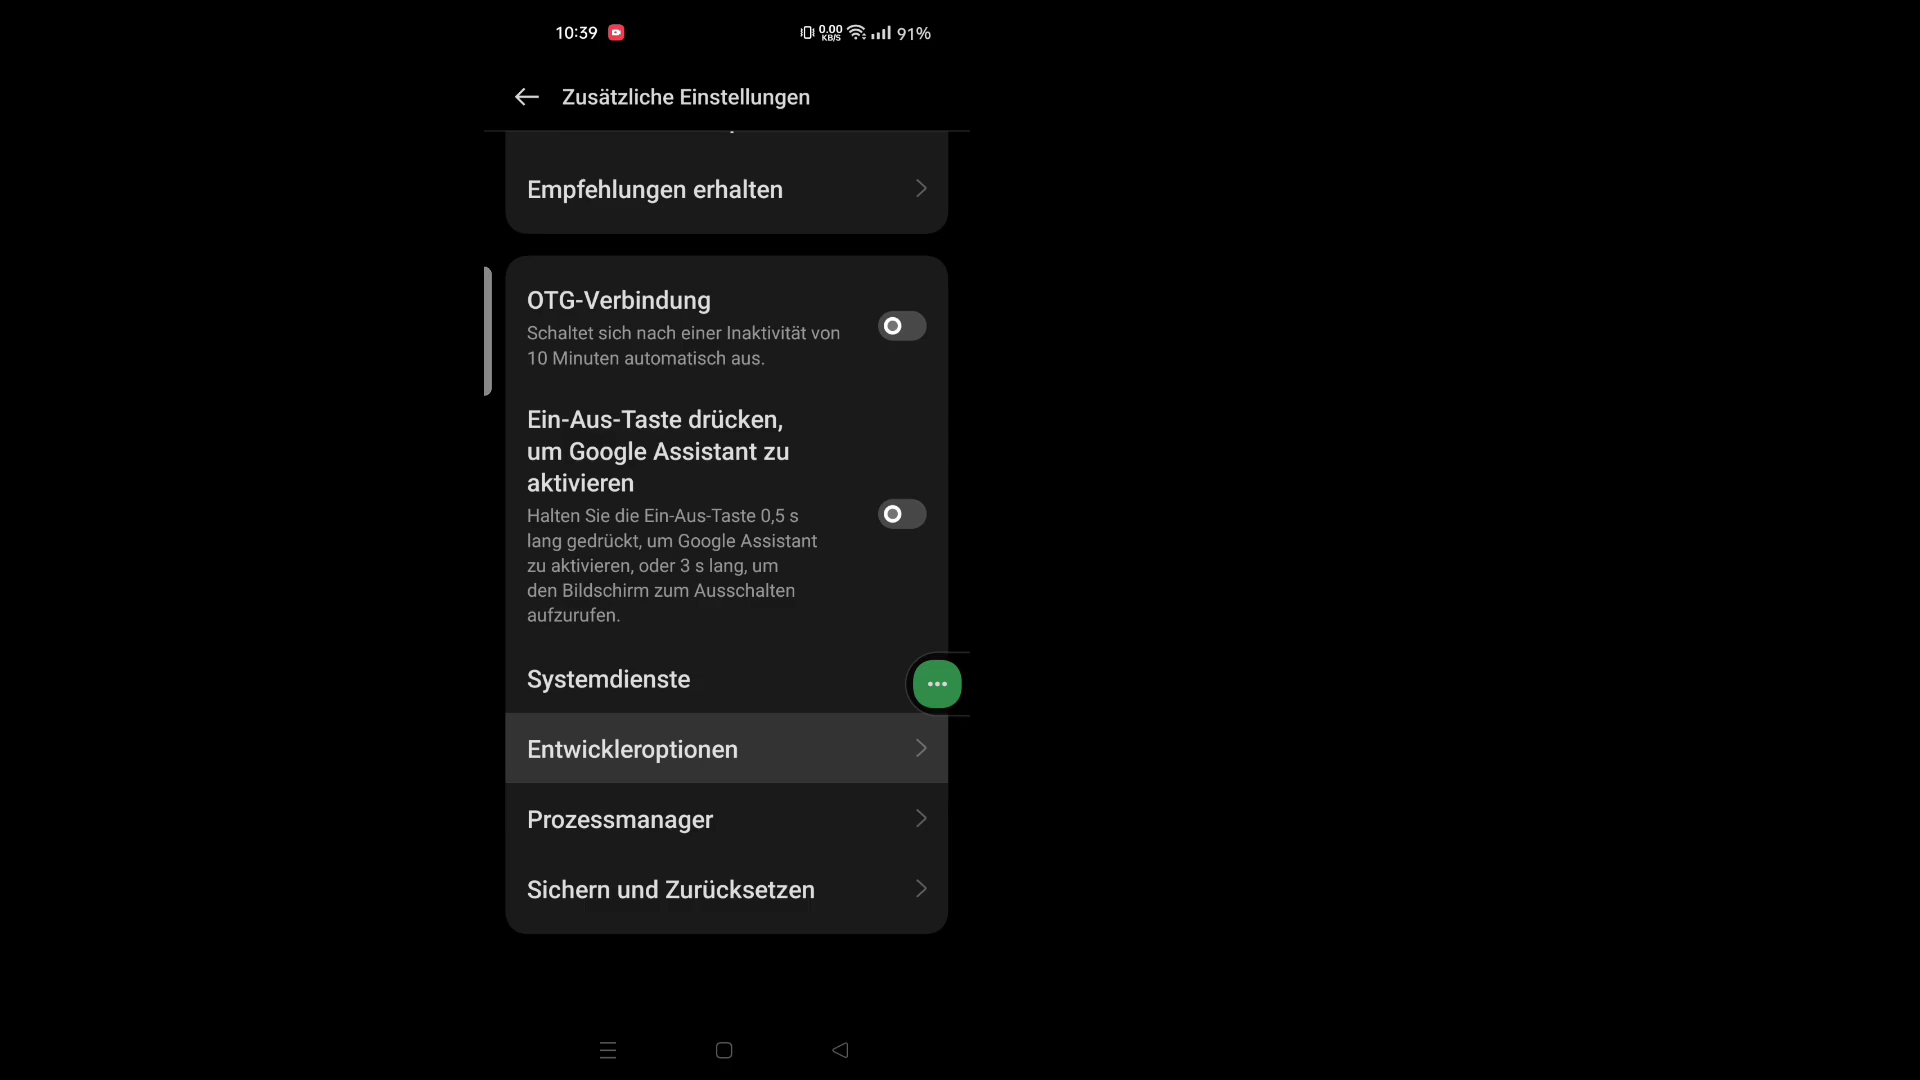 10:39
0.00
KB/S
91%
Zusätzliche Einstellungen
Empfehlungen erhalten
OTG-Verbindung
Schaltet sich nach einer Inaktivität von
10 Minuten automatisch aus.
Ein-Aus-Taste drücken,
um Google Assistant zu
aktivieren
Halten Sie die Ein-Aus-Taste 0,5 s
lang gedrückt, um Google Assistant
zu aktivieren, oder 3 s lang, um
den Bildschirm zum Ausschalten
aufzurufen.
Systemdienste
Entwickleroptionen
Prozessmanager
Sichern und Zurücksetzen